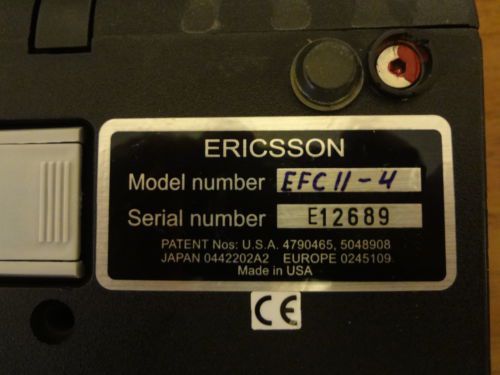 ERICSSON
Model number EFC11-4
Serial number E12689
PATENT Nos: U.S.A. 4790465, 5048908
JAPAN 0442202A2 EUROPE 0245109
Made in USA
CE